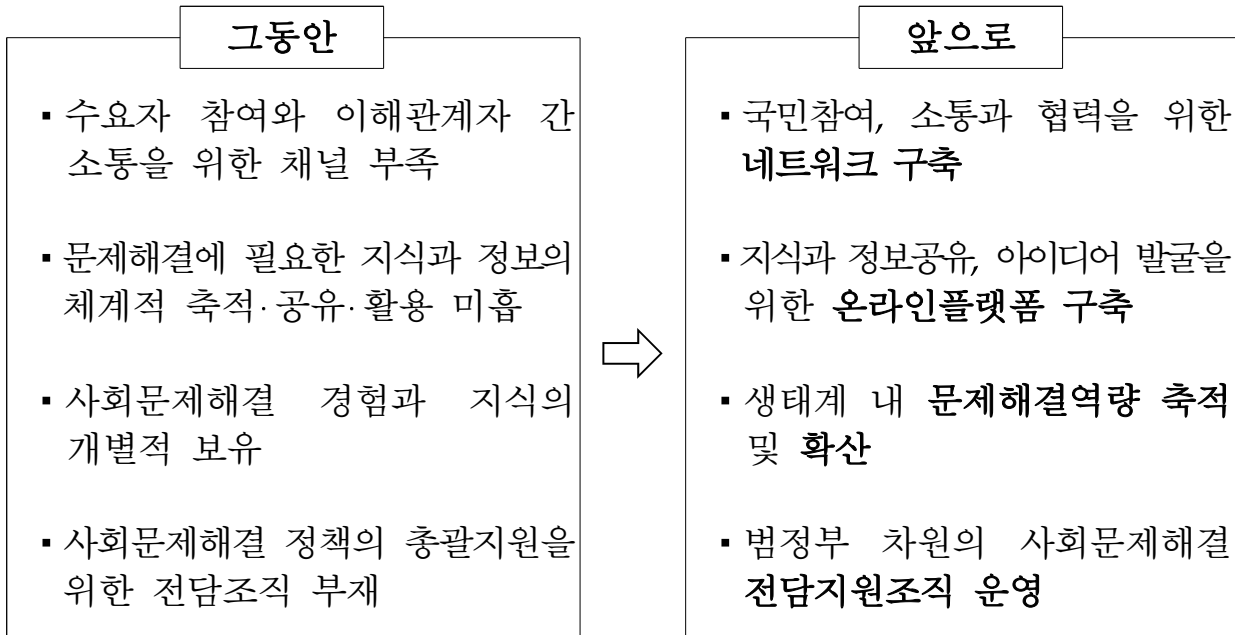 그동안
▪ 수요자 참여와 이해관계자 간
소통을 위한 채널 부족
▪ 문제해결에 필요한 지식과 정보의
체계적 축적·공유·활용 미흡
▪ 사회문제해결 경험과 지식의
개별적 보유
▪ 사회문제해결 정책의 총괄지원을
위한 전담조직 부재
앞으로
▪ 국민참여, 소통과 협력을 위한
네트워크 구축
▪ 지식과 정보공유, 아이디어 발굴을
위한 온라인플랫폼 구축
▪ 생태계 내 문제해결역량 축적
및 확산
▪ 범정부 차원의 사회문제해결
전담지원조직 운영